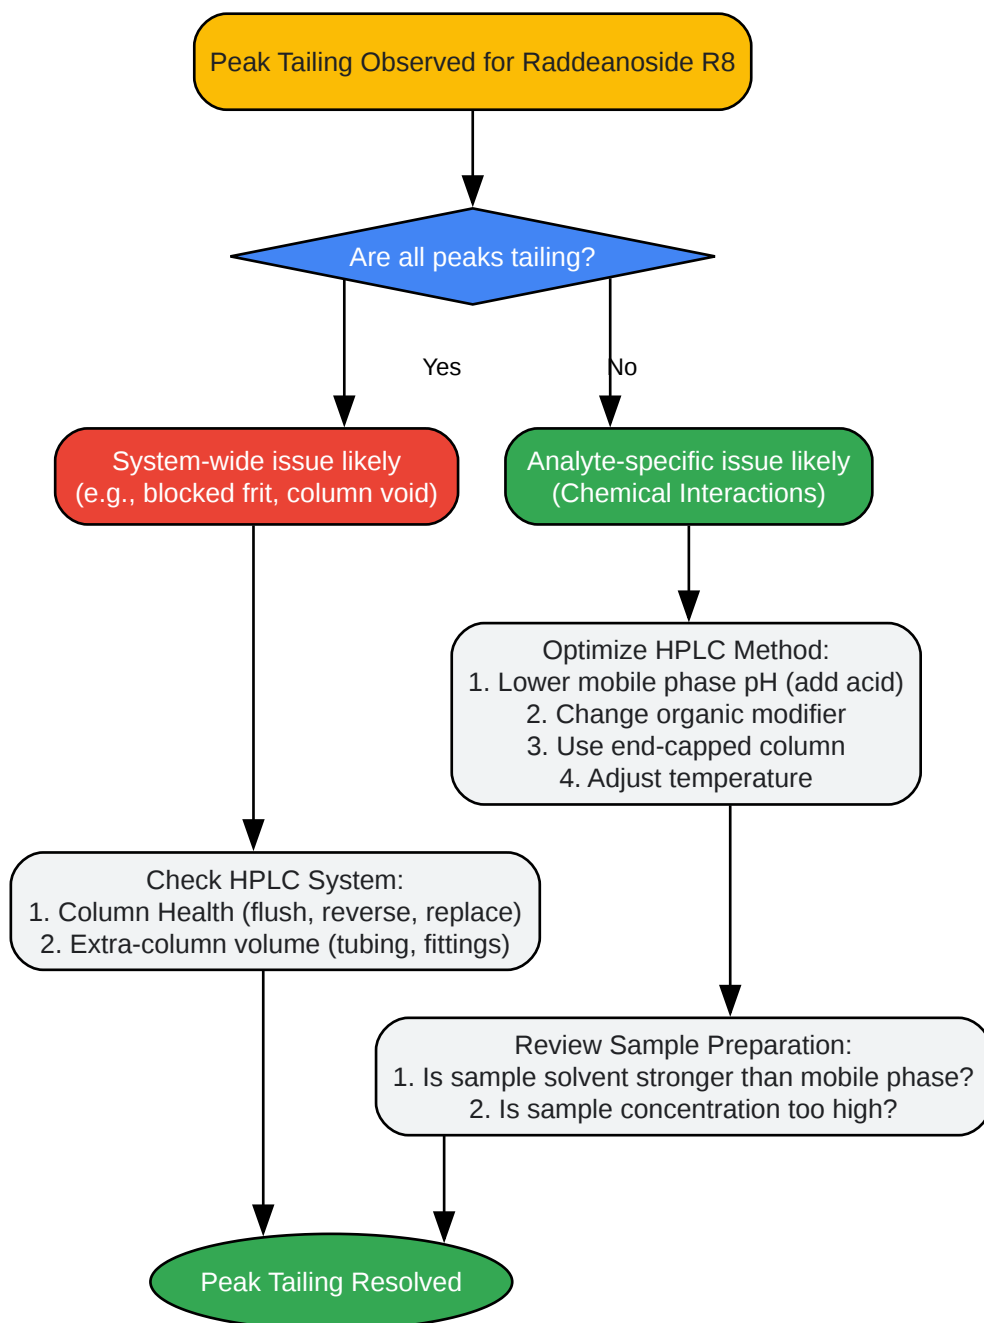 Peak Tailing Observed for Raddeanoside R8
Are all peaks tailing?
Yes
No
System-wide issue likely
(e.g., blocked frit, column void)
Analyte-specific issue likely
(Chemical Interactions)
Optimize HPLC Method:
1. Lower mobile phase pH (add acid)
2. Change organic modifier
3. Use end-capped column
4. Adjust temperature
Check HPLC System:
1. Column Health (flush, reverse, replace)
2. Extra-column volume (tubing, fittings)
Review Sample Preparation:
1. Is sample solvent stronger than mobile phase?
2. Is sample concentration too high?
Peak Tailing Resolved